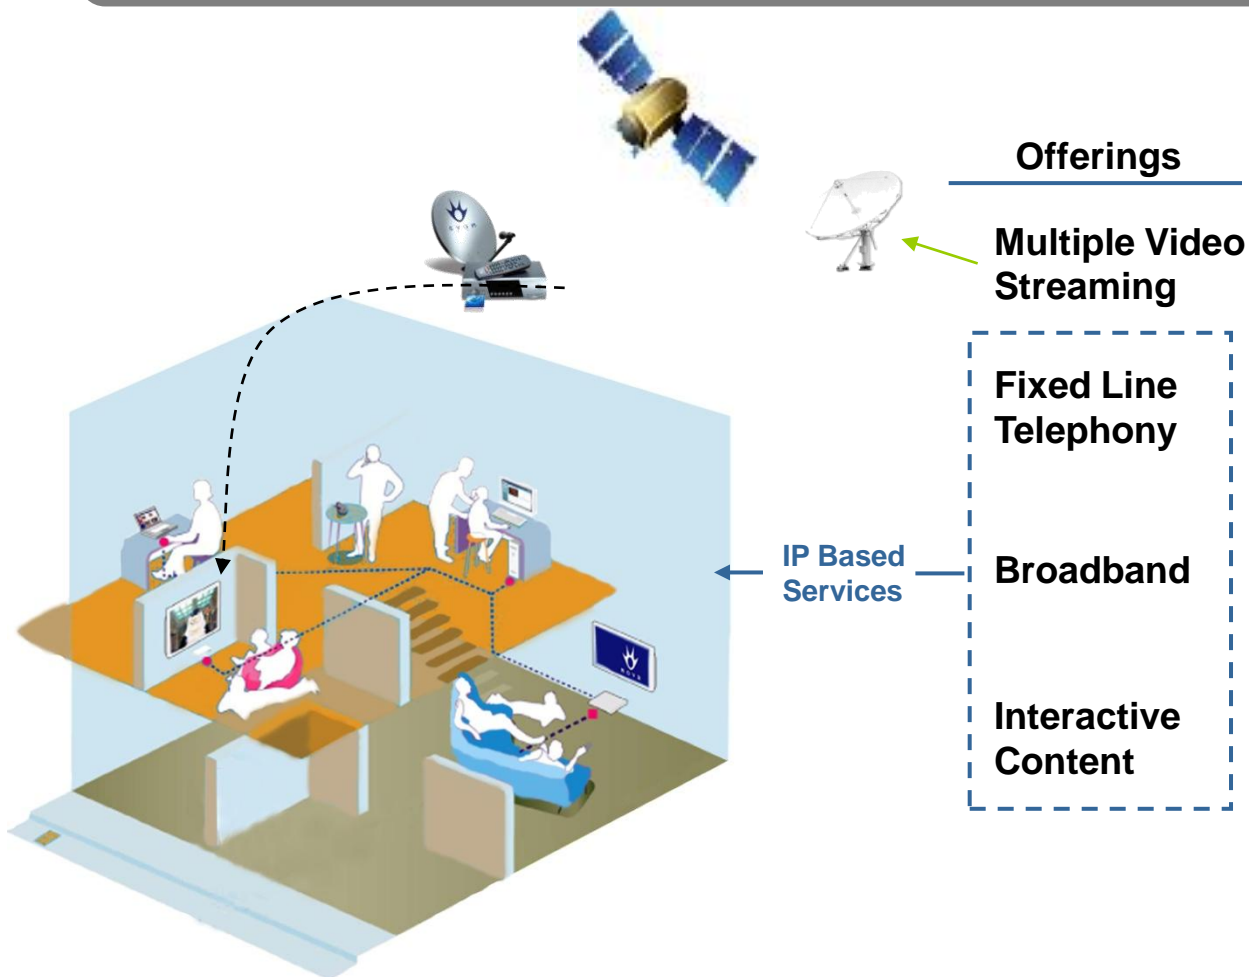 Offerings
Multiple Video
Streaming
Fixed Line
Telephony
IP Based
Services
Broadband
Interactive
Content